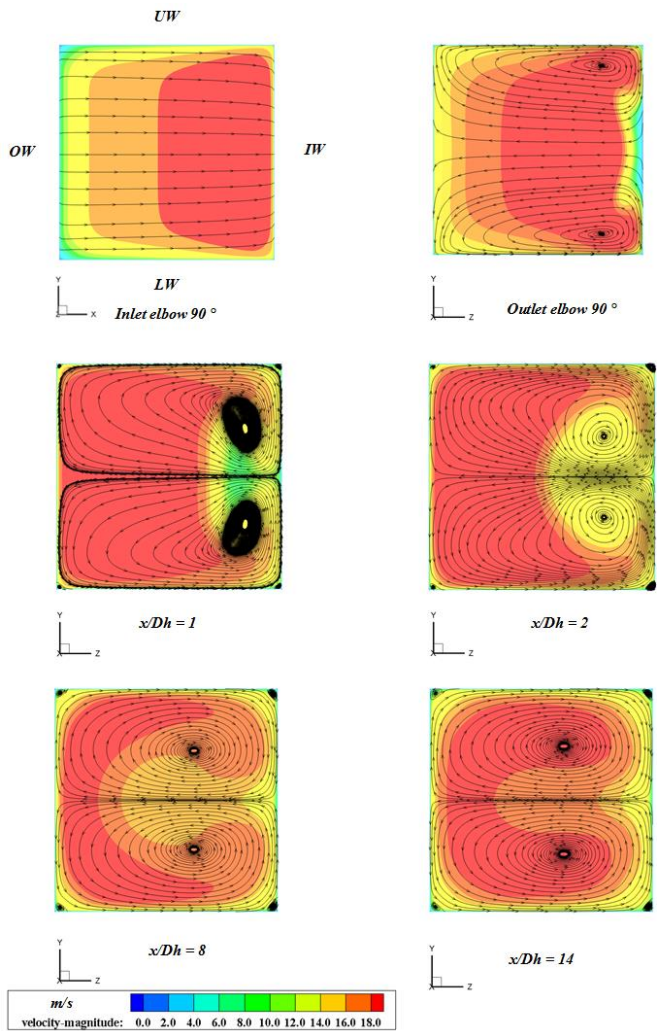 UW
OW
IW
LW
Y
Z
X
Inlet elbow 90 °
Y
X
Z
Outlet elbow 90 °
Y
X
Z
x/Dh = 1
Y
X
Z
x/Dh = 2
Y
X
Z
x/Dh = 8
Y
X
Z
x/Dh = 14
m/s
velocity-magnitude: 0.0 2.0 4.0 6.0 8.0 10.0 12.0 14.0 16.0 18.0